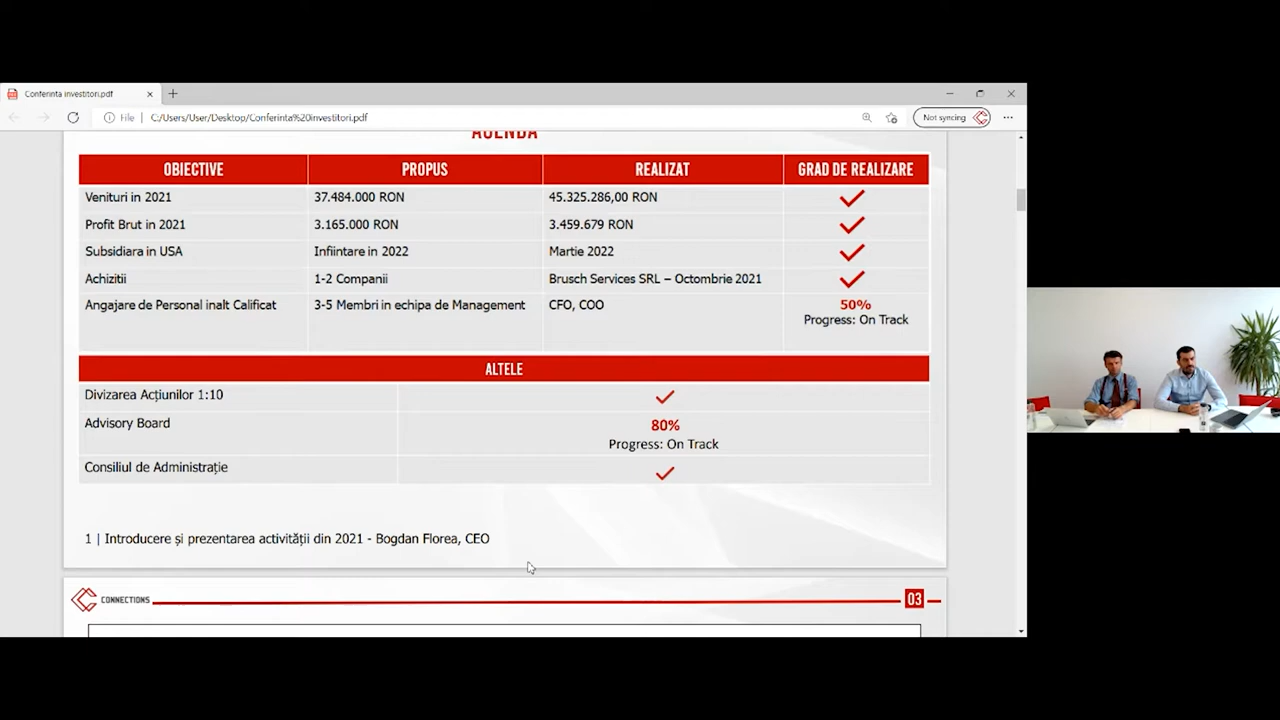 Conferinta investitori.pdf
File
C:/Users/User/Desktop/Conferinta%20investitori.pdf
Not syncing
AGENDA
OBIECTIVE PROPUS REALIZAT GRAD DE REALIZARE
Venituri in 2021 37.484.000 RON 45.325.286,00 RON
Profit Brut in 2021 3.165.000 RON 3.459.679 RON
Subsidiara in USA Infiintare in 2022 Martie 2022
Achizitii 1-2 Companii Brusch Services SRL – Octombrie 2021
Angajare de Personal inalt Calificat 3-5 Membri in echipa de Management CFO, COO 50%
Progress: On Track
ALTELE
Divizarea Acțiunilor 1:10
Advisory Board 80%
Progress: On Track
Consiliul de Administrație
1 | Introducere și prezentarea activității din 2021 - Bogdan Florea, CEO
CONNECTIONS 03